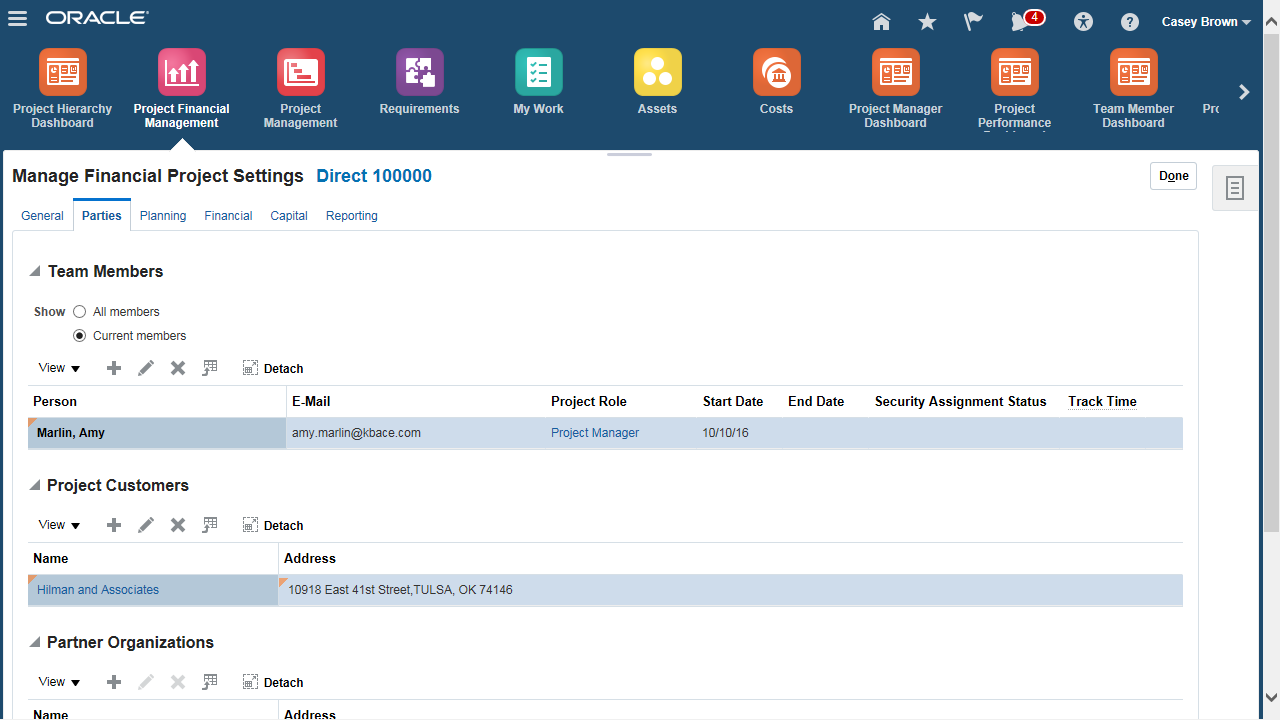 ORACLE
4
Casey Brown
Project Hierarchy Dashboard
Project Financial Management
Project Management
Requirements
My Work
Assets
Costs
Project Manager Dashboard
Project Performance
Team Member Dashboard
Manage Financial Project Settings Direct 100000
Done
General Parties Planning Financial Capital Reporting
Team Members
Show All members
Current members
View Detach
Person E-Mail Project Role Start Date End Date Security Assignment Status Track Time
Marlin, Amy amy.marlin@kbace.com Project Manager 10/10/16
Project Customers
View Detach
Name Address
Hilman and Associates 10918 East 41st Street,TULSA, OK 74146
Partner Organizations
View Detach
Name Address